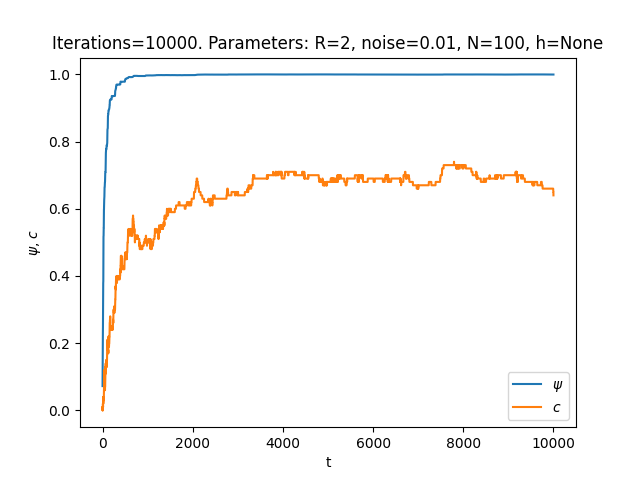 Iterations=10000. Parameters: R=2, noise=0.01, N=100, h=None
1.0
0.8
0.6
0.4
0.2
0.0
ψ, c
0
2000
4000
6000
8000
10000
t
ψ
c